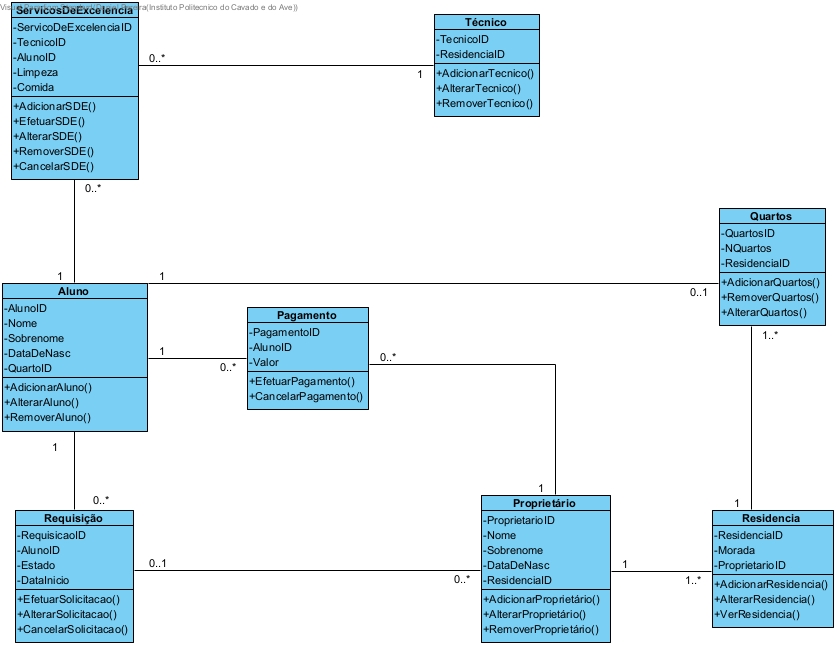 (Instituto Politecnico do Cavado e do Ave))
ServicosDeExcelencia
-ServicoDeExcelenciaID
-TecnicoID
-AlunoID
-Limpeza
-Comida
+AdicionarSDE()
+EfetuarSDE()
+AlterarSDE()
+RemoverSDE()
+CancelarSDE()
0..*
1
Técnico
-TecnicoID
-ResidenciaID
+AdicionarTecnico()
+AlterarTecnico()
+RemoverTecnico()
0..*
1
Quartos
-QuartosID
-NQuartos
-ResidenciaID
+AdicionarQuartos()
+RemoverQuartos()
+AlterarQuartos()
1
0..1
Aluno
-AlunoID
-Nome
-Sobrenome
-DataDeNasc
-QuartoID
+AdicionarAluno()
+AlterarAluno()
+RemoverAluno()
1
0..*
Pagamento
-PagamentoID
-AlunoID
-Valor
+EfetuarPagamento()
+CancelarPagamento()
0..*
1
1..*
1
1
0..*
Requisição
-RequisicaoID
-AlunoID
-Estado
-DataInicio
+EfetuarSolicitacao()
+AlterarSolicitacao()
+CancelarSolicitacao()
0..1
0..*
Proprietário
-ProprietarioID
-Nome
-Sobrenome
-DataDeNasc
-ResidenciaID
+AdicionarProprietário()
+AlterarProprietário()
+RemoverProprietário()
1
1..*
Residencia
-ResidenciaID
-Morada
-ProprietarioID
+AdicionarResidencia()
+AlterarResidencia()
+VerResidencia()